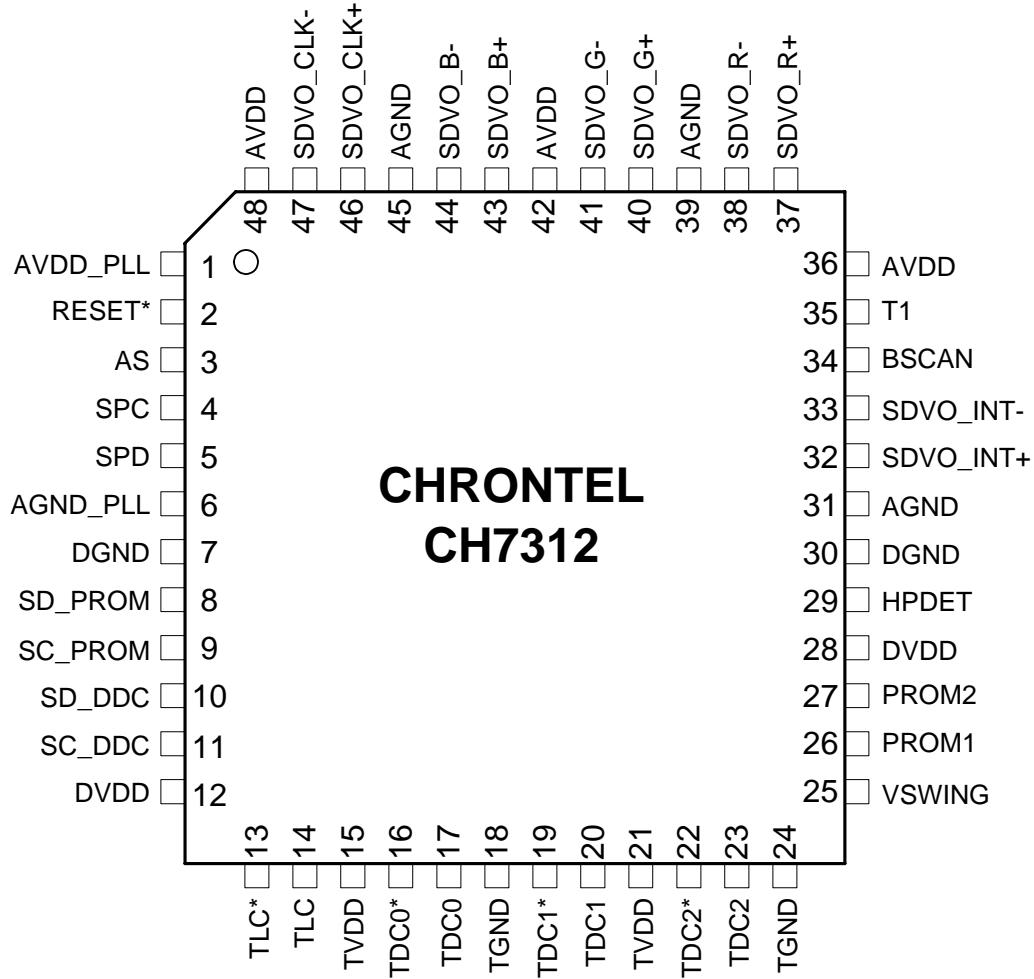 AVDD
SDVO_CLK-
SDVO_CLK+
AGND
SDVO_B-
SDVO_B+
AVDD
SDVO_G-
SDVO_G+
AGND
SDVO_R-
SDVO_R+
48 47 46 45 44 43 42 41 40 39 38 37
AVDD_PLL 1
RESET* 2
AS 3
SPC 4
SPD 5
AGND_PLL 6
DGND 7
SD_PROM 8
SC_PROM 9
SD_DDC 10
SC_DDC 11
DVDD 12
CHRONTEL
CH7312
36 AVDD
35 T1
34 BSCAN
33 SDVO_INT-
32 SDVO_INT+
31 AGND
30 DGND
29 HPDET
28 DVDD
27 PROM2
26 PROM1
25 VSWING
13 14 15 16 17 18 19 20 21 22 23 24
TLC*
TLC
TVDD
TDC0*
TDC0
TGND
TDC1*
TDC1
TVDD
TDC2*
TDC2
TGND